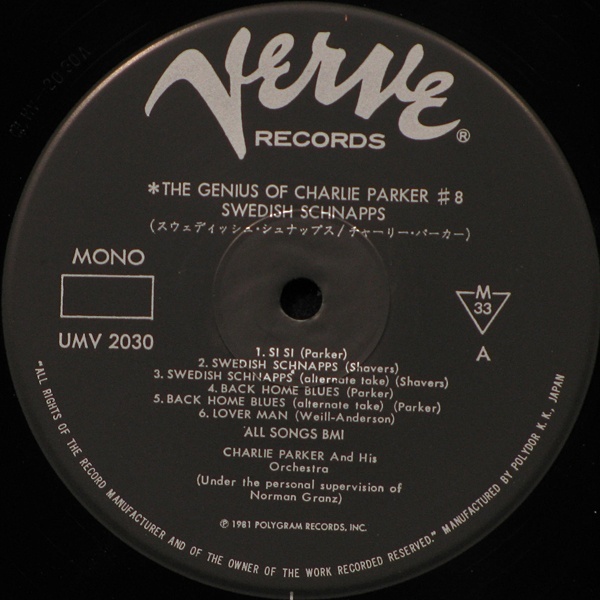 Verve
RECORDS ®
*THE GENIUS OF CHARLIE PARKER #8
SWEDISH SCHNAPPS
(スウェディッシュ・シュナップス/チャーリー・パーカー)
MONO
UMV 2030
M
33
A
1. SI SI (Parker)
2. SWEDISH SCHNAPPS (Shavers)
3. SWEDISH SCHNAPPS (alternate take) (Shavers)
4. BACK HOME BLUES (Parker)
5. BACK HOME BLUES (alternate take) (Parker)
6. LOVER MAN (Weill-Anderson)
ALL SONGS BMI
CHARLIE PARKER And His
Orchestra
(Under the personal supervision of
Norman Granz)
℗ 1981 POLYGRAM RECORDS, INC.
"ALL RIGHTS OF THE RECORD MANUFACTURER AND OF THE OWNER OF THE WORK RECORDED RESERVED." MANUFACTURED BY POLYDOR K.K., JAPAN